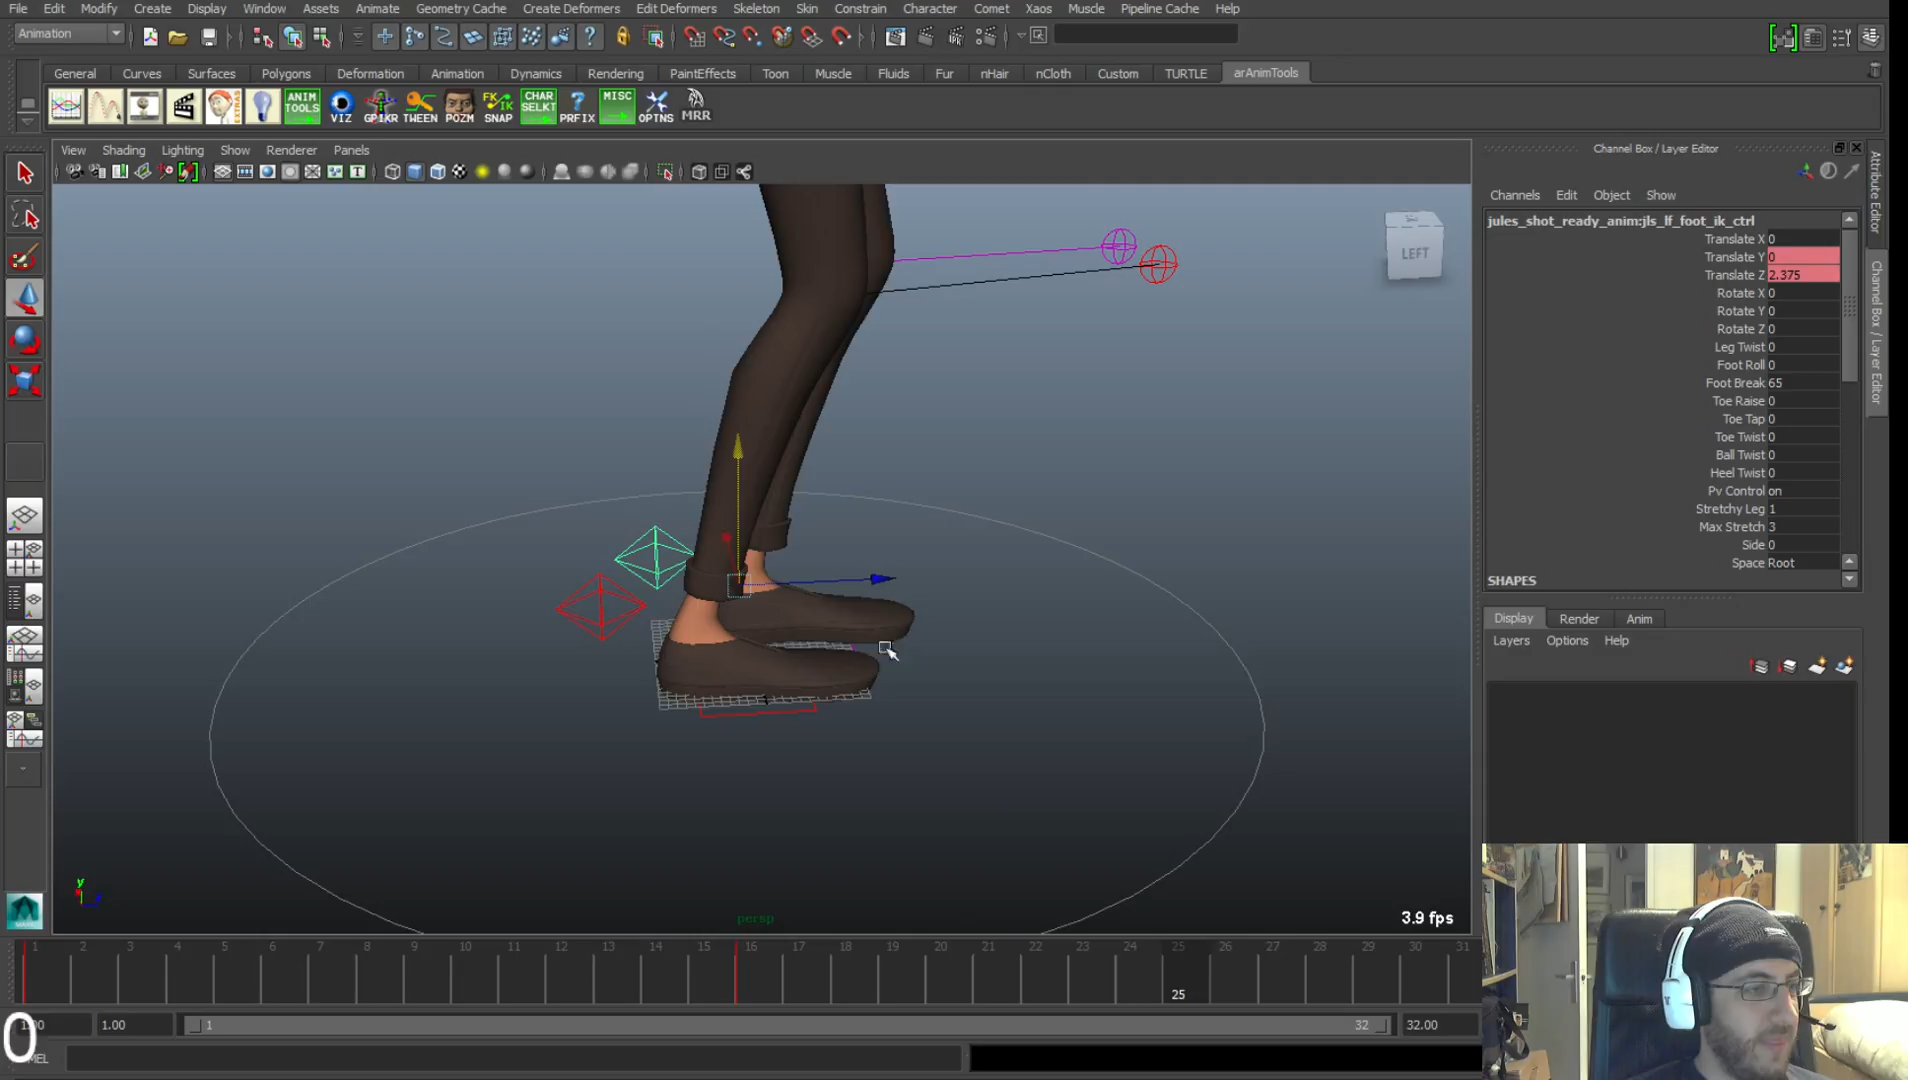 File Edit Modify Create Display Window Assets Animate Geometry Cache Create Deformers Edit Deformers Skeleton Skin Constrain Character Comet Xaos Muscle Pipeline Cache Help
Animation
General Curves Surfaces Polygons Deformation Animation Dynamics Rendering PaintEffects Toon Muscle Fluids Fur nHair nCloth Custom TURTLE arAnimTools
ANIM TOOLS VIZ GPIKR TWEEN POZM FK/IK SNAP CHAR SELKT PRFIX MISC OPTNS MRR
View Shading Lighting Show Renderer Panels
Channel Box / Layer Editor
Channels Edit Object Show
jules_shot_ready_anim:jls_lf_foot_ik_ctrl
Translate X 0
Translate Y 0
Translate Z 2.375
Rotate X 0
Rotate Y 0
Rotate Z 0
Leg Twist 0
Foot Roll 0
Foot Break 65
Toe Raise 0
Toe Tap 0
Toe Twist 0
Ball Twist 0
Heel Twist 0
Pv Control on
Stretchy Leg 1
Max Stretch 3
Side 0
Space Root
SHAPES
Display Render Anim
Layers Options Help
Attribute Editor
Channel Box / Layer Editor
LEFT
y
persp
3.9 fps
1 2 3 4 5 6 7 8 9 10 11 12 13 14 15 16 17 18 19 20 21 22 23 24 25 26 27 28 29 30 31
25
1.00 1 32 32.00
0
MEL